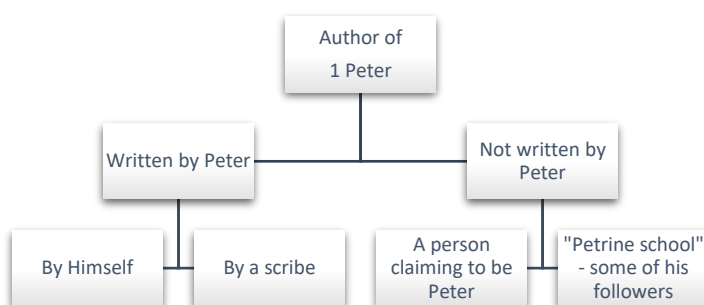 Author of
1 Peter
Written by Peter
Not written by
Peter
By Himself
By a scribe
A person
claiming to be
Peter
"Petrine school"
- some of his
followers